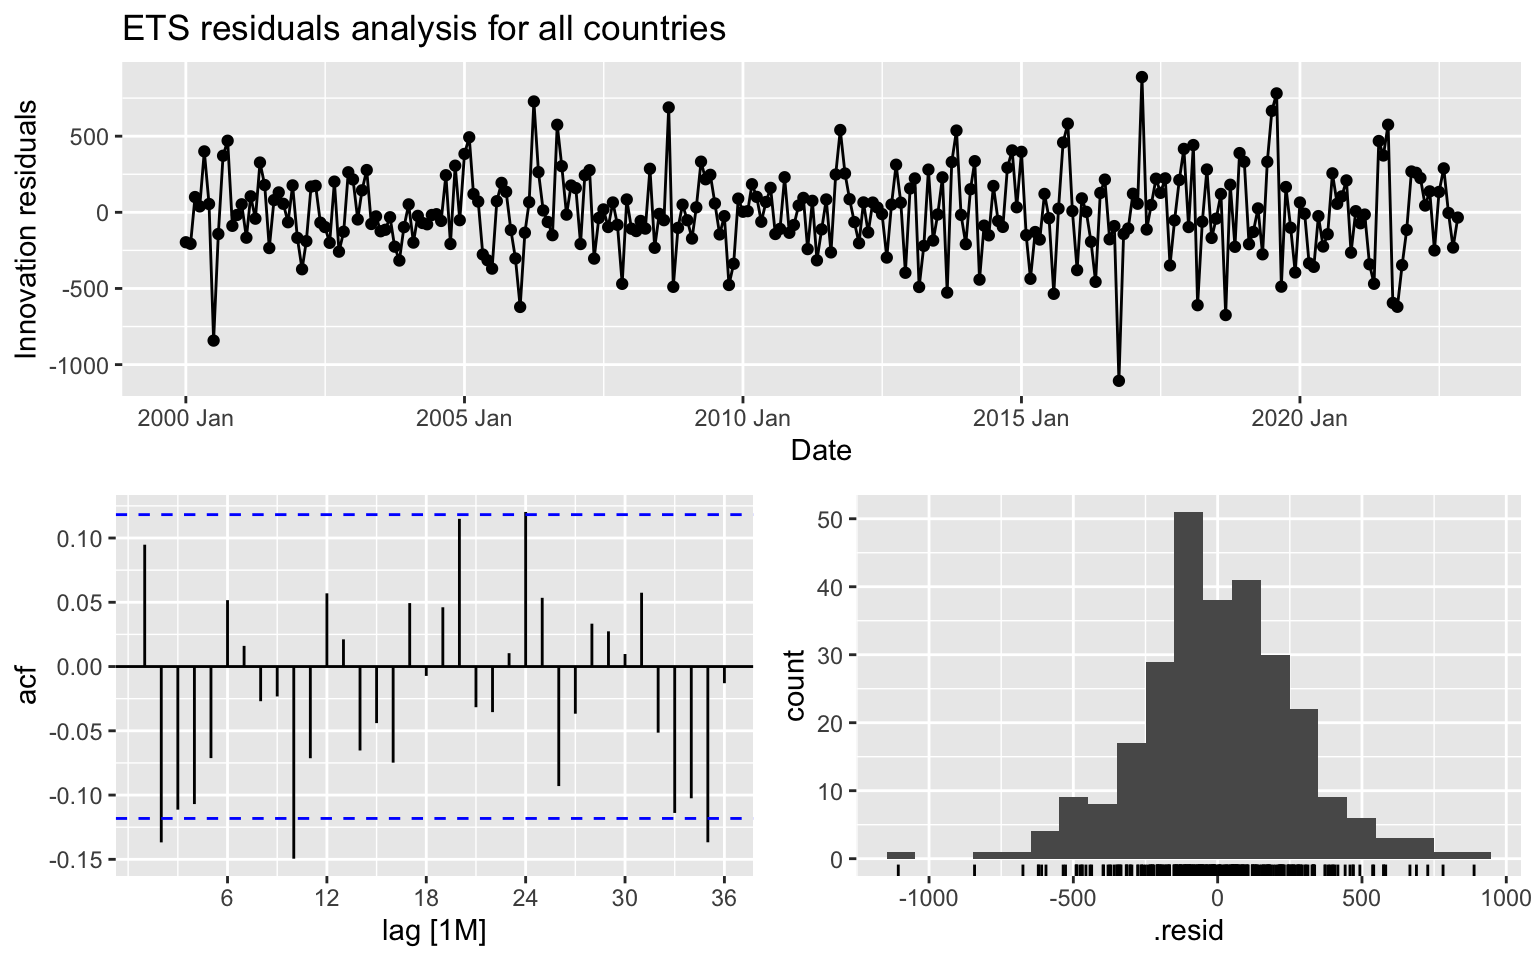 ETS residuals analysis for all countries
Innovation residuals
500
0
-500
-1000
2000 Jan 2005 Jan 2010 Jan 2015 Jan 2020 Jan
Date
acf
0.10
0.05
0.00
-0.05
-0.10
-0.15
6 12 18 24 30 36
lag [1M]
count
50
40
30
20
10
0
-1000 -500 0 500 1000
.resid